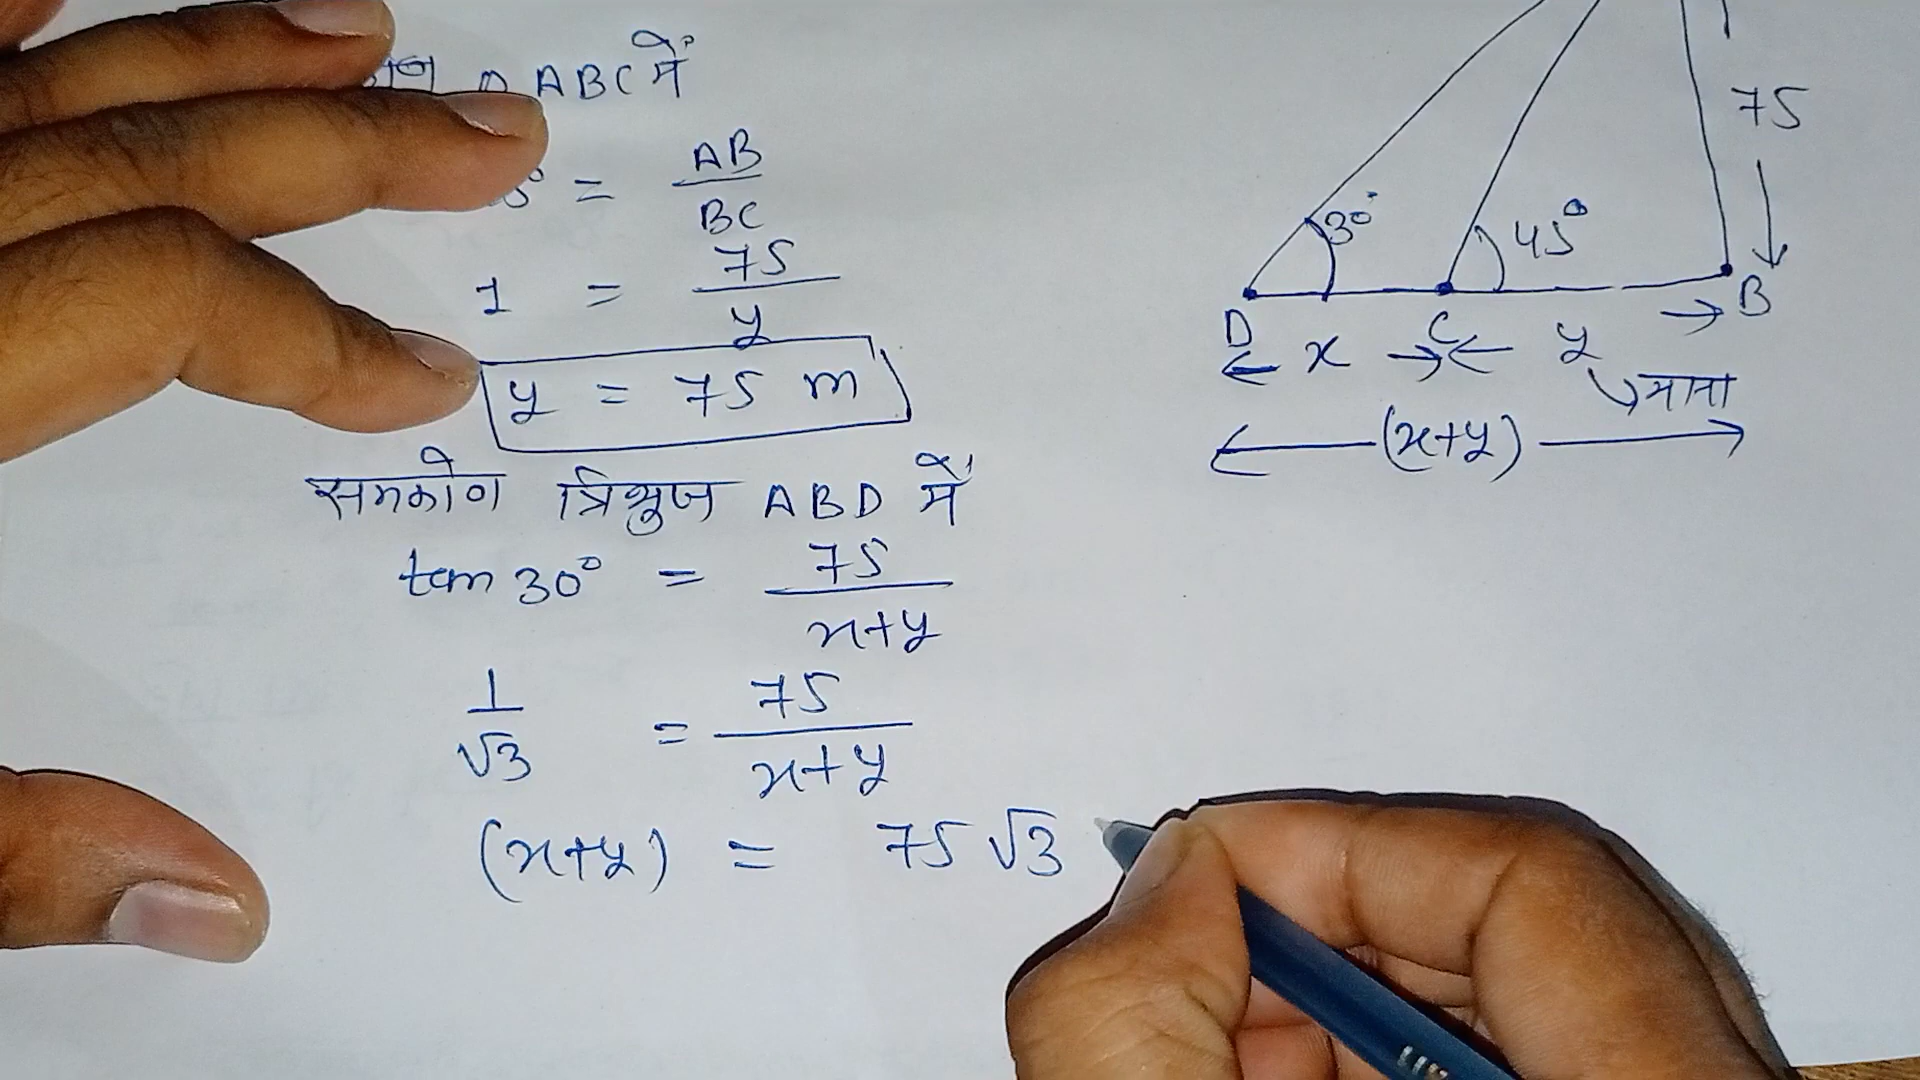 Δ ABC में
= AB / BC
1 = 75 / y
y = 75 m
समकोण त्रिभुज ABD में
tan 30° = 75 / x+y
1 / √3 = 75 / x+y
(x+y) = 75 √3
75
30°
45°
D
C
B
x
y
माना
(x+y)